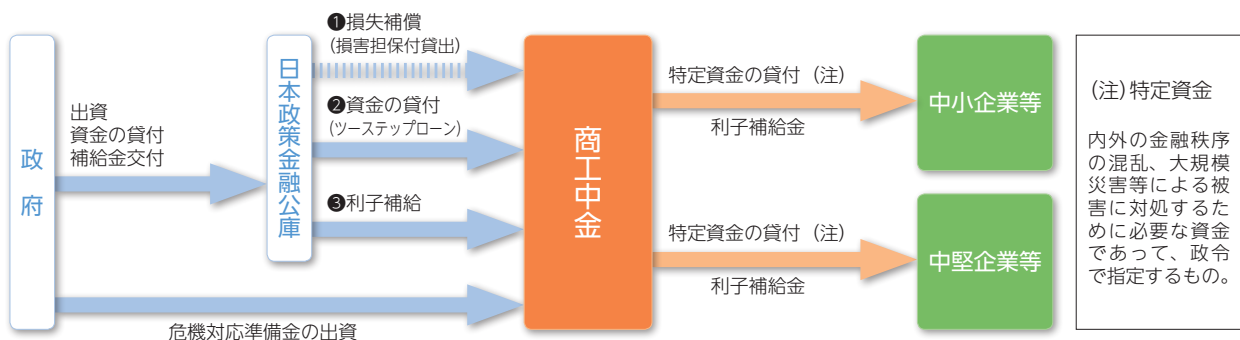 政府
出資
資金の貸付
補給金交付
日本政策金融公庫
❶損失補償
(損害担保付貸出)
❷資金の貸付
(ツーステップローン)
❸利子補給
危機対応準備金の出資
商工中金
特定資金の貸付（注）
利子補給金
中小企業等
特定資金の貸付（注）
利子補給金
中堅企業等
(注)特定資金
内外の金融秩序
の混乱、大規模
災害等による被
害に対処するた
めに必要な資金
であって、政令
で指定するもの。